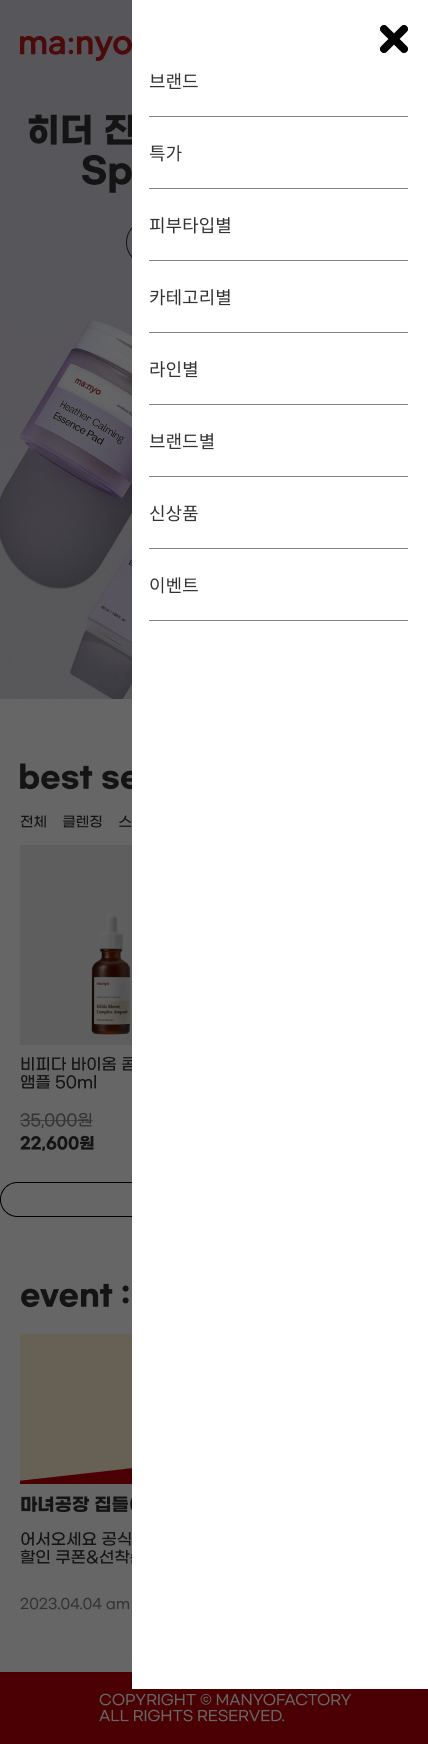 ma:nyo
브랜드
특가
피부타입별
카테고리별
라인별
브랜드별
신상품
이벤트
히더 진
Sp
ma:nyo
Heather Calming
Essence Pad
best se
전체 클렌징 스
비피다 바이옴 콤
앰플 50ml
35,000원
22,600원
event :
마녀공장 집들이
어서오세요 공식
할인 쿠폰&선착순
2023.04.04 am
COPYRIGHT © MANYOFACTORY
ALL RIGHTS RESERVED.